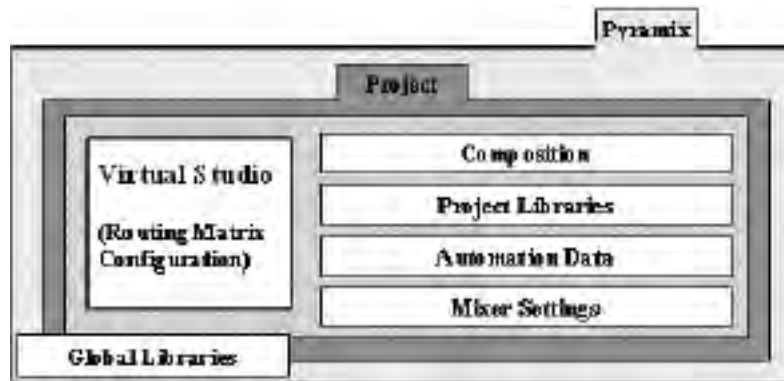 Pyramix
Project
Virtual Studio
(Routing Matrix
Configuration)
Composition
Project Libraries
Automation Data
Mixer Settings
Global Libraries